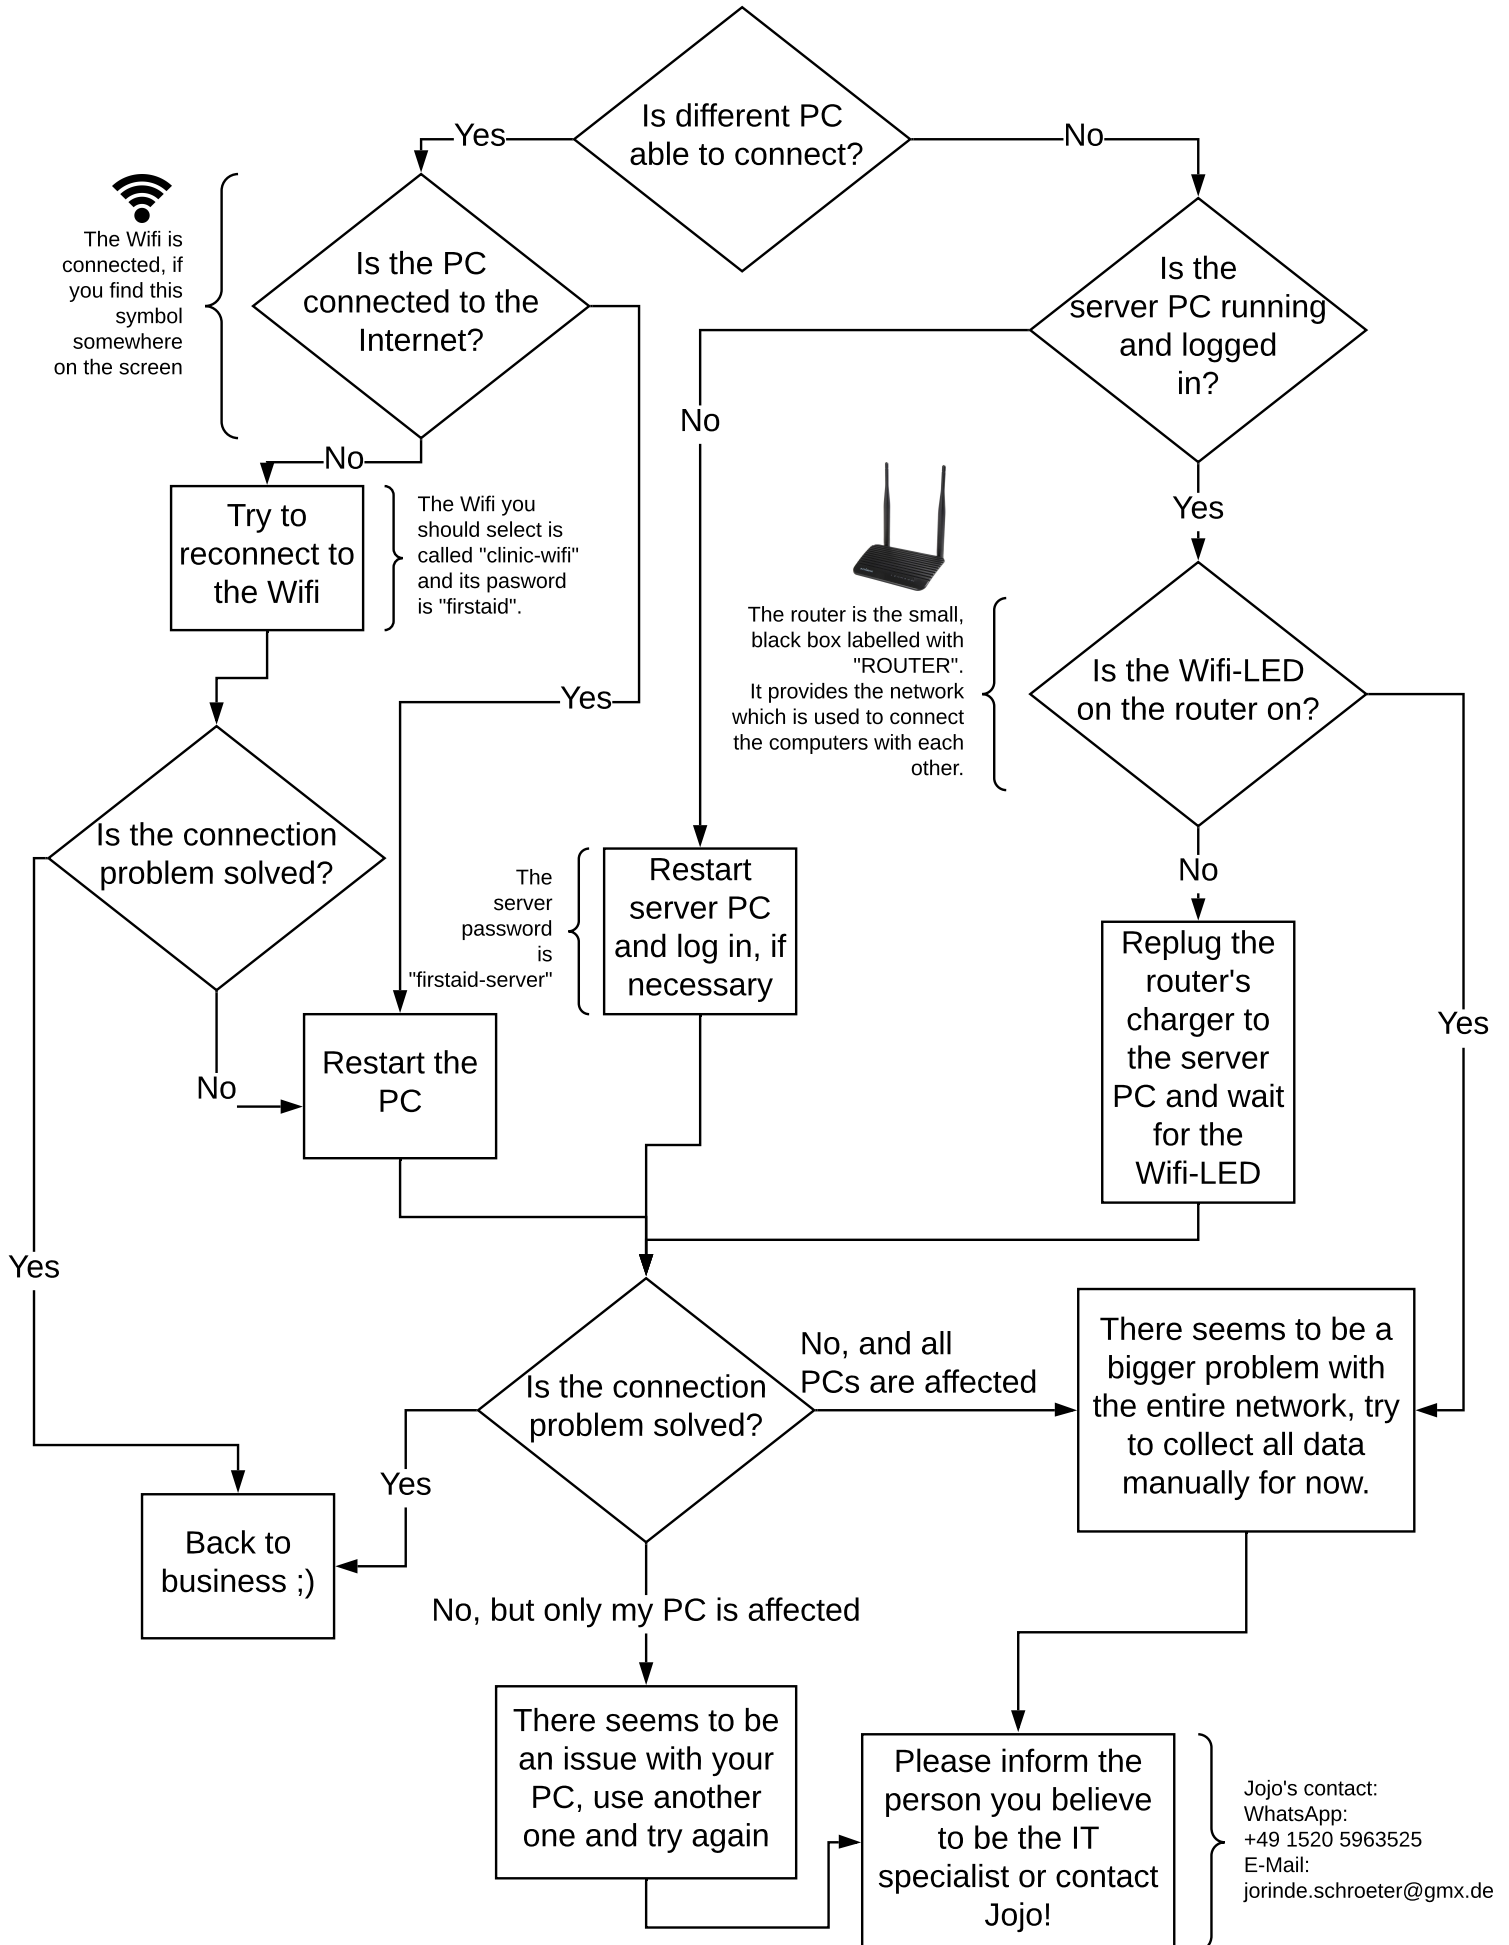 Is different PC
able to connect?
Yes
No
The Wifi is
connected, if
you find this
symbol
somewhere
on the screen
Is the PC
connected to the
Internet?
Is the
server PC running
and logged
in?
No
No
Yes
Try to
reconnect to
the Wifi
The Wifi you
should select is
called "clinic-wifi"
and its pasword
is "firstaid".
The router is the small,
black box labelled with
"ROUTER".
It provides the network
which is used to connect
the computers with each
other.
Is the Wifi-LED
on the router on?
Yes
Is the connection
problem solved?
The
server
password
is
"firstaid-server"
Restart
server PC
and log in, if
necessary
No
Replug the
router's
charger to
the server
PC and wait
for the
Wifi-LED
Yes
Restart the
PC
No
Yes
Is the connection
problem solved?
No, and all
PCs are affected
There seems to be a
bigger problem with
the entire network, try
to collect all data
manually for now.
Yes
Back to
business ;)
No, but only my PC is affected
There seems to be
an issue with your
PC, use another
one and try again
Please inform the
person you believe
to be the IT
specialist or contact
Jojo!
Jojo's contact:
WhatsApp:
+49 1520 5963525
E-Mail:
jorinde.schroeter@gmx.de